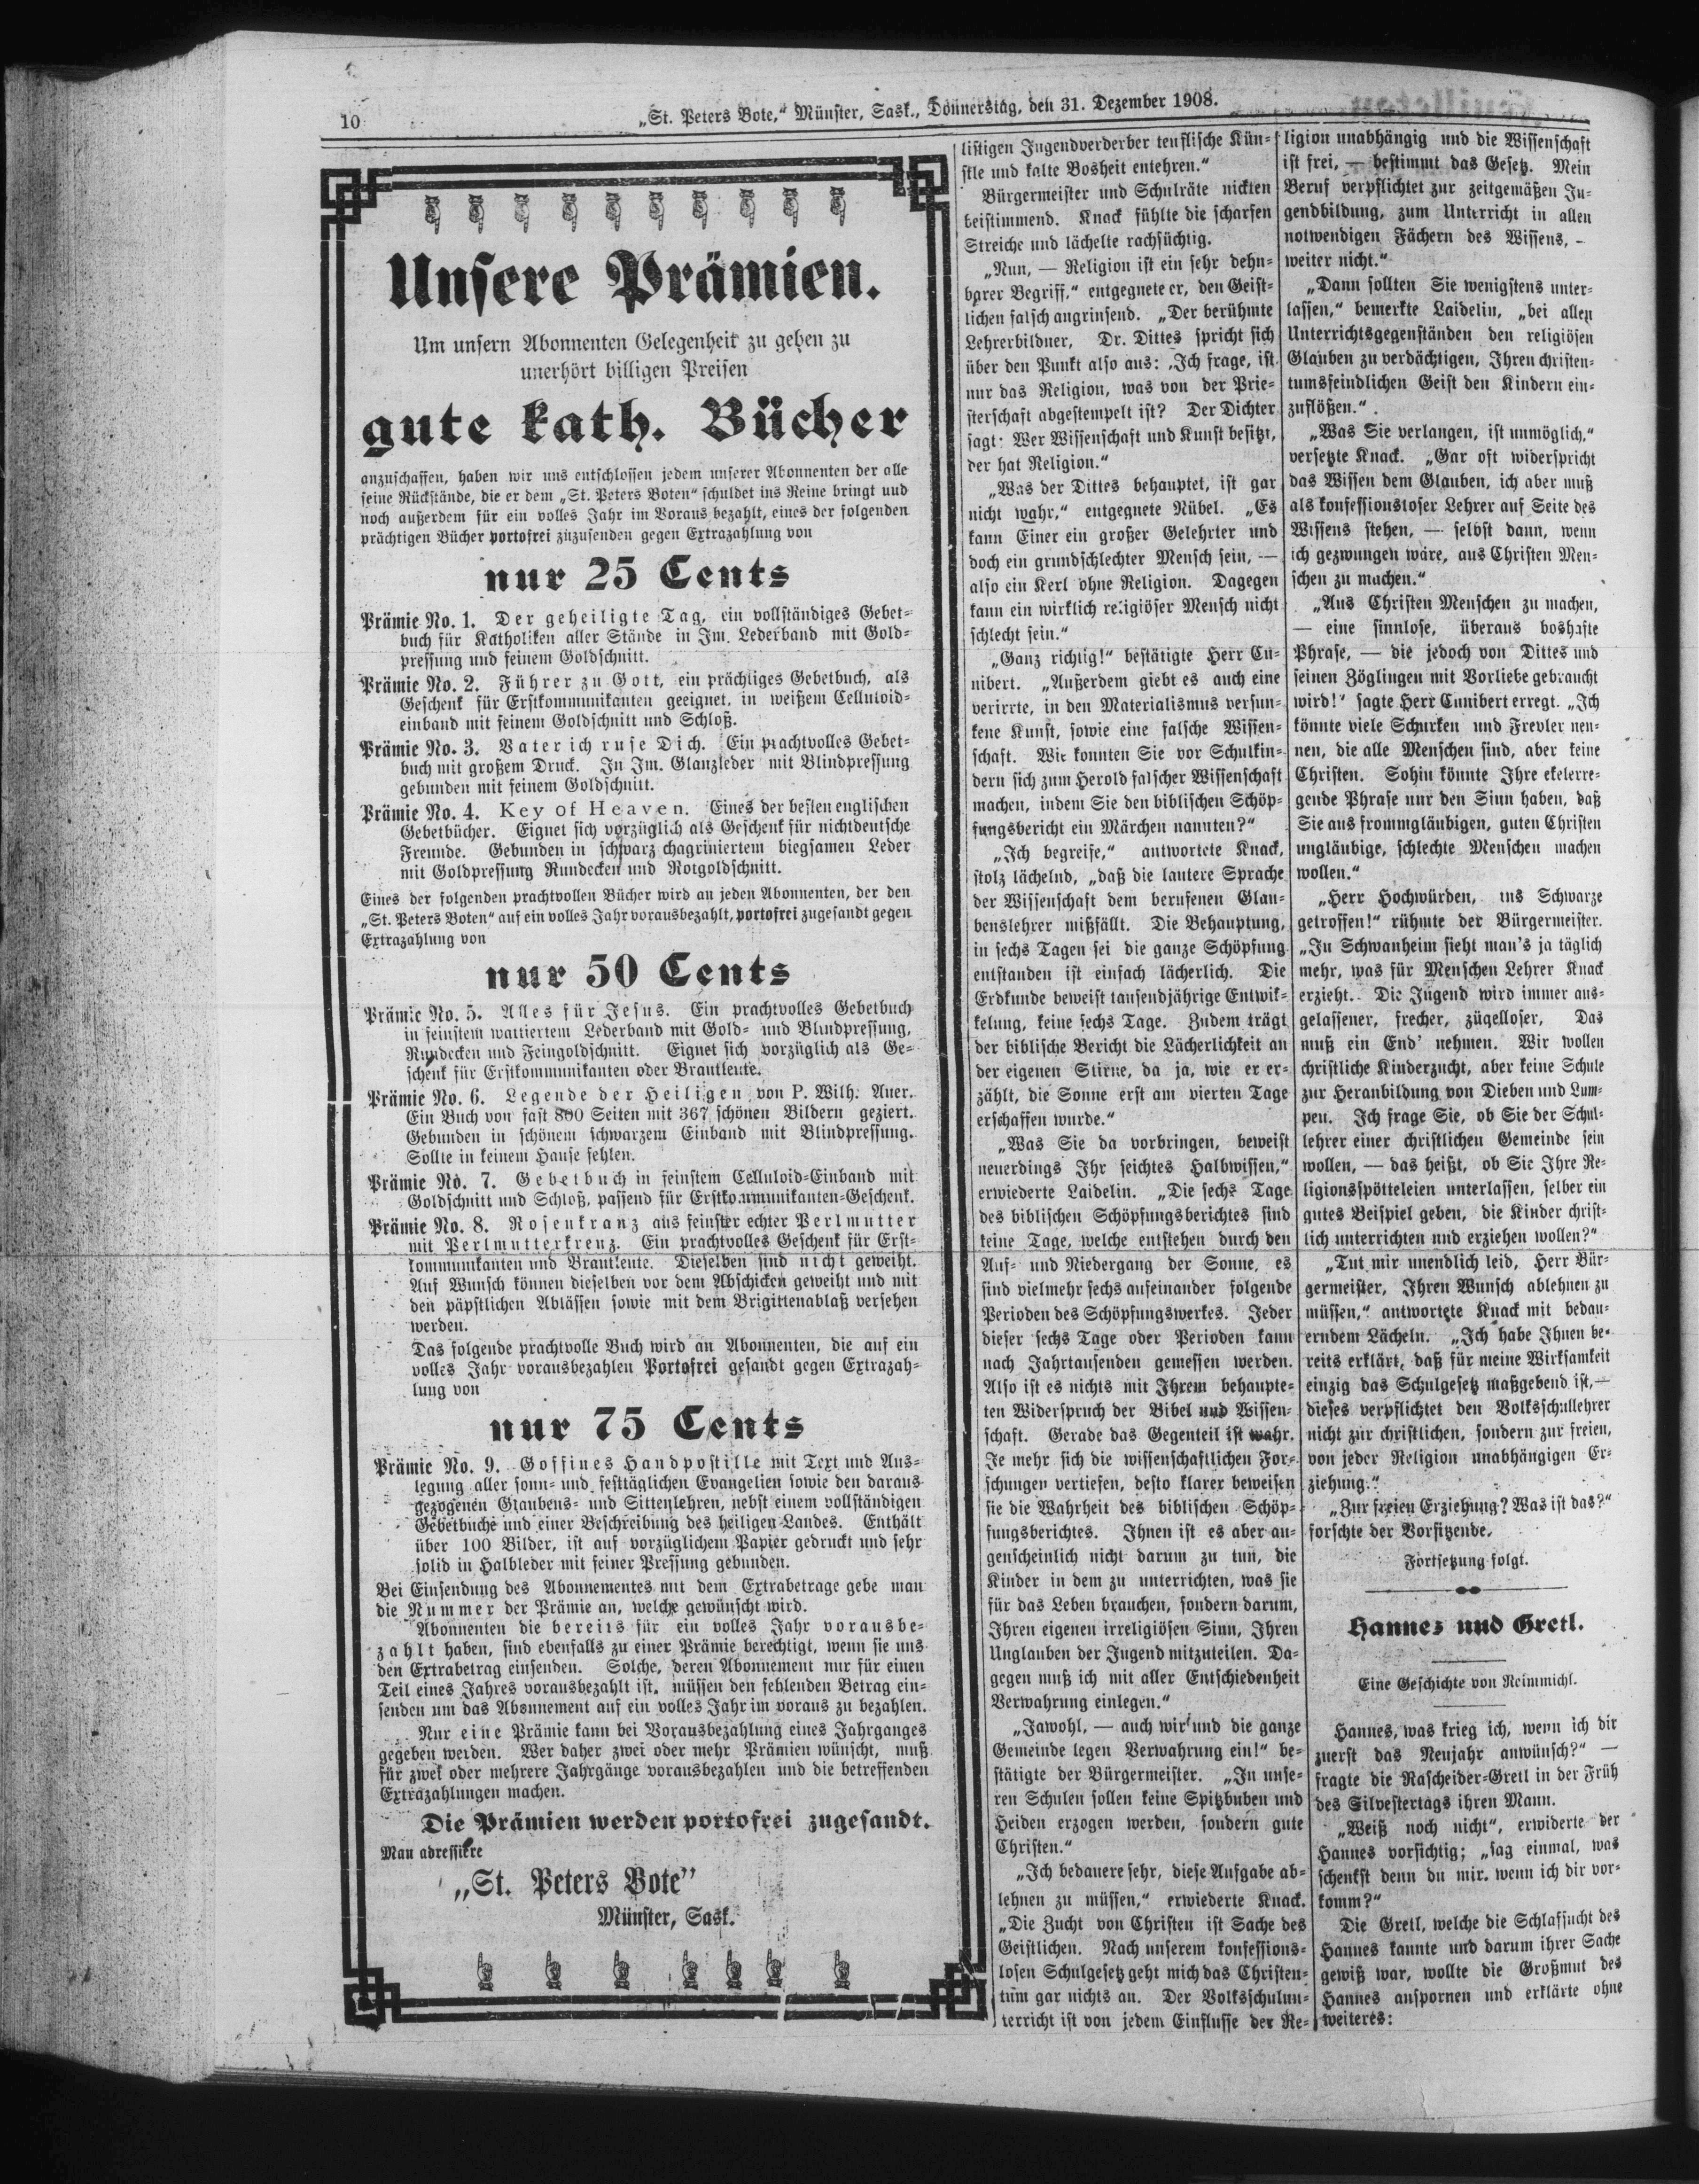 10
„St. Peters Bote,“ Münster, Sask., Donnerstag, den 31. Dezember 1908.
Unsere Prämien.
Um unsern Abonnenten Gelegenheit zu geben zu
unerhört billigen Preisen
gute kath. Bücher
anzuschaffen, haben wir uns entschlossen jedem unserer Abonnenten der alle
seine Rückstände, die er dem „St. Peters Boten“ schuldet ins Reine bringt und
noch außerdem für ein volles Jahr im Voraus bezahlt, eines der folgenden
prächtigen Bücher portofrei zuzusenden gegen Extrazahlung von
nur 25 Cents
Prämie No. 1. Der geheiligte Tag, ein vollständiges Gebet-
buch für Katholiken aller Stände in Im. Lederband mit Gold-
pressung und feinem Goldschnitt.
Prämie No. 2. Führer zu Gott, ein prächtiges Gebetbuch, als
Geschenk für Erstkommunikanten geeignet, in weißem Celluloid-
einband mit feinem Goldschnitt und Schloß.
Prämie No. 3. Vater ich rufe Dich. Ein prachtvolles Gebet-
buch mit großem Druck. In Im. Glanzleder mit Blindpressung
gebunden mit feinem Goldschnitt.
Prämie No. 4. Key of Heaven. Eines der besten englischen
Gebetbücher. Eignet sich vorzüglich als Geschenk für nichtdeutsche
Freunde. Gebunden in schwarz chagriniertem biegsamen Leder
mit Goldpressung Rundecken und Rotgoldschnitt.
Eines der folgenden prachtvollen Bücher wird an jeden Abonnenten, der den
„St. Peters Boten“ auf ein volles Jahr vorausbezahlt, portofrei zugesandt gegen
Extrazahlung von
nur 50 Cents
Prämie No. 5. Alles für Jesus. Ein prachtvolles Gebetbuch
in feinstem wattiertem Lederband mit Gold- und Blindpressung,
Rundecken und Feingoldschnitt. Eignet sich vorzüglich als Ge-
schenk für Erstkommunikanten oder Brautleute.
Prämie No. 6. Legende der Heiligen von P. Wilh. Auer.
Ein Buch von fast 800 Seiten mit 367 schönen Bildern geziert.
Gebunden in schönem schwarzem Einband mit Blindpressung.
Sollte in keinem Hause fehlen.
Prämie No. 7. Gebetbuch in feinstem Celluloid-Einband mit
Goldschnitt und Schloß, passend für Erstkommunikanten-Geschenk.
Prämie No. 8. Rosenkranz aus feinster echter Perlmutter
mit Perlmutterkreuz. Ein prachtvolles Geschenk für Erst-
kommunikanten und Brautleute. Dieselben sind nicht geweiht.
Auf Wunsch können dieselben vor dem Abschicken geweiht und mit
den päpstlichen Ablässen sowie mit dem Brigittenablaß versehen
werden.
Das folgende prachtvolle Buch wird an Abonnenten, die auf ein
volles Jahr vorausbezahlen Portofrei gesandt gegen Extrazah-
lung von
nur 75 Cents
Prämie No. 9. Goffines Handpostille mit Text und Aus-
legung aller sonn- und festtäglichen Evangelien sowie den daraus
gezogenen Glaubens- und Sittenlehren, nebst einem vollständigen
Gebetbuche und einer Beschreibung des heiligen Landes. Enthält
über 100 Bilder, ist auf vorzüglichem Papier gedruckt und sehr
solid in Halbleder mit feiner Pressung gebunden.
Bei Einsendung des Abonnementes mit dem Extrabetrage gebe man
die Nummer der Prämie an, welche gewünscht wird.
Abonnenten die bereits für ein volles Jahr vorausbe-
zahlt haben, sind ebenfalls zu einer Prämie berechtigt, wenn sie uns
den Extrabetrag einsenden. Solche, deren Abonnement nur für einen
Teil eines Jahres vorausbezahlt ist, müssen den fehlenden Betrag ein-
senden um das Abonnement auf ein volles Jahr im voraus zu bezahlen.
Nur eine Prämie kann bei Vorausbezahlung eines Jahrganges
gegeben werden. Wer daher zwei oder mehr Prämien wünscht, muß
für zwei oder mehrere Jahrgänge vorausbezahlen und die betreffenden
Extrazahlungen machen.
Die Prämien werden portofrei zugesandt.
Man adressiere
„St. Peters Bote”
Münster, Sask.
listigen Jugendverderber teuflische Kün-
stle und kalte Bosheit entehren.“
Bürgermeister und Schulräte nickten
beistimmend. Knack fühlte die scharfen
Streiche und lächelte rachsüchtig.
„Nun, — Religion ist ein sehr dehn-
barer Begriff,“ entgegnete er, den Geist-
lichen falsch angrinsend. „Der berühmte
Lehrerbildner, Dr. Dittes spricht sich
über den Punkt also aus: ‚Ich frage, ist
nur das Religion, was von der Prie-
sterschaft abgestempelt ist? Der Dichter
sagt: Wer Wissenschaft und Kunst besitzt,
der hat Religion.“
„Was der Dittes behauptet, ist gar
nicht wahr,“ entgegnete Nübel. „Es
kann Einer ein großer Gelehrter und
doch ein grundschlechter Mensch sein, —
also ein Kerl ohne Religion. Dagegen
kann ein wirklich religiöser Mensch nicht
schlecht sein.“
„Ganz richtig!“ bestätigte Herr Cu-
nibert. „Außerdem giebt es auch eine
verirrte, in den Materialismus versun-
kene Kunst, sowie eine falsche Wissen-
schaft. Wie konnten Sie vor Schulkin-
dern sich zum Herold falscher Wissenschaft
machen, indem Sie den biblischen Schöp-
fungsbericht ein Märchen nannten?“
„Ich begreife,“ antwortete Knack,
stolz lächelnd, „daß die lautere Sprache
der Wissenschaft dem berufenen Glau-
benslehrer mißfällt. Die Behauptung,
in sechs Tagen sei die ganze Schöpfung
entstanden ist einfach lächerlich. Die
Erdkunde beweist tausendjährige Entwik-
kelung, keine sechs Tage. Zudem trägt
der biblische Bericht die Lächerlichkeit an
der eigenen Stirne, da ja, wie er er-
zählt, die Sonne erst am vierten Tage
erschaffen wurde.“
„Was Sie da vorbringen, beweist
neuerdings Ihr seichtes Halbwissen,“
erwiederte Laidelin. „Die sechs Tage
des biblischen Schöpfungsberichtes sind
keine Tage, welche entstehen durch den
Auf- und Niedergang der Sonne, es
sind vielmehr sechs aufeinander folgende
Perioden des Schöpfungswerkes. Jeder
dieser sechs Tage oder Perioden kann
nach Jahrtausenden gemessen werden.
Also ist es nichts mit Ihrem behaupte-
ten Widerspruch der Bibel und Wissen-
schaft. Gerade das Gegenteil ist wahr.
Je mehr sich die wissenschaftlichen For-
schungen vertiefen, desto klarer beweisen
sie die Wahrheit des biblischen Schöp-
fungsberichtes. Ihnen ist es aber au-
genscheinlich nicht darum zu tun, die
Kinder in dem zu unterrichten, was sie
für das Leben brauchen, sondern darum,
Ihren eigenen irreligiösen Sinn, Ihren
Unglauben der Jugend mitzuteilen. Da-
gegen muß ich mit aller Entschiedenheit
Verwahrung einlegen.“
„Jawohl, — auch wir und die ganze
Gemeinde legen Verwahrung ein!“ be-
stätigte der Bürgermeister. „In unse-
ren Schulen sollen keine Spitzbuben und
Heiden erzogen werden, sondern gute
Christen.“
„Ich bedauere sehr, diese Aufgabe ab-
lehnen zu müssen,“ erwiederte Knack.
„Die Zucht von Christen ist Sache des
Geistlichen. Nach unserem konfessions-
losen Schulgesetz geht mich das Christen-
tum gar nichts an. Der Volksschulun-
terricht ist von jedem Einflusse der Re-
ligion unabhängig und die Wissenschaft
ist frei, — bestimmt das Gesetz. Mein
Beruf verpflichtet zur zeitgemäßen Ju-
gendbildung, zum Unterricht in allen
notwendigen Fächern des Wissens, -
weiter nicht.“
„Dann sollten Sie wenigstens unter-
lassen,“ bemerkte Laidelin, „bei allen
Unterrichtsgegenständen den religiösen
Glauben zu verdächtigen, Ihren christen-
tumsfeindlichen Geist den Kindern ein-
zuflößen.“
„Was Sie verlangen, ist unmöglich,“
versetzte Knack. „Gar oft widerspricht
das Wissen dem Glauben, ich aber muß
als konfessionsloser Lehrer auf Seite des
Wissens stehen, — selbst dann, wenn
ich gezwungen wäre, aus Christen Men-
schen zu machen.“
„Aus Christen Menschen zu machen,
— eine sinnlose, überaus boshafte
Phrase, — die jedoch von Dittes und
seinen Zöglingen mit Vorliebe gebraucht
wird!“ sagte Herr Cunibert erregt. „Ich
könnte viele Schurken und Frevler nen-
nen, die alle Menschen sind, aber keine
Christen. Sohin könnte Ihre ekelerre-
gende Phrase nur den Sinn haben, daß
Sie aus frommgläubigen, guten Christen
ungläubige, schlechte Menschen machen
wollen.“
„Herr Hochwürden, ins Schwarze
getroffen!“ rühmte der Bürgermeister.
„In Schwanheim sieht man's ja täglich
mehr, was für Menschen Lehrer Knack
erzieht. Die Jugend wird immer aus-
gelassener, frecher, zügelloser, Das
muß ein End' nehmen. Wir wollen
christliche Kinderzucht, aber keine Schule
zur Heranbildung von Dieben und Lum-
pen. Ich frage Sie, ob Sie der Schul-
lehrer einer christlichen Gemeinde sein
wollen, — das heißt, ob Sie Ihre Re-
ligionsspötteleien unterlassen, selber ein
gutes Beispiel geben, die Kinder christ-
lich unterrichten und erziehen wollen?“
„Tut mir unendlich leid, Herr Bür-
germeister, Ihren Wunsch ablehnen zu
müssen,“ antwortete Knack mit bedau-
erndem Lächeln. „Ich habe Ihnen be-
reits erklärt, daß für meine Wirksamkeit
einzig das Schulgesetz maßgebend ist,—
dieses verpflichtet den Volksschullehrer
nicht zur christlichen, sondern zur freien,
von jeder Religion unabhängigen Er-
ziehung.“
„Zur freien Erziehung? Was ist das?“
forschte der Vorsitzende.
Fortsetzung folgt.
Hannes und Gretl.
Eine Geschichte von Reimmichl.
Hannes, was krieg ich, wenn ich dir
zuerst das Neujahr anwünsch?“ —
fragte die Rascheider-Gretl in der Früh
des Silvestertags ihren Mann.
„Weiß noch nicht“, erwiderte der
Hannes vorsichtig; „sag einmal, was
schenkst denn du mir, wenn ich dir vor-
komm?“
Die Gretl, welche die Schlafsucht des
Hannes kannte und darum ihrer Sache
gewiß war, wollte die Großmut des
Hannes anspornen und erklärte ohne
weiteres: